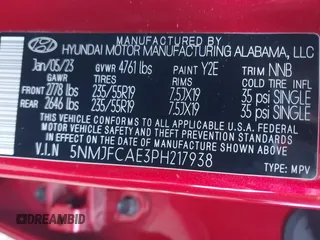 MANUFACTURED BY
HYUNDAI MOTOR MANUFACTURING ALABAMA, LLC
Jan/05/23 GVWR 4761 lbs PAINT Y2E TRIM NNB
GAWR TIRES RIMS COLD TIRE INFL. PR.
FRONT 2778 lbs 235/55R19 7.5JX19 35 psi SINGLE
REAR 2646 lbs 235/55R19 7.5JX19 35 psi SINGLE
THIS VEHICLE CONFORMS TO ALL APPLICABLE
U.S. FEDERAL MOTOR VEHICLE SAFETY AND THEFT
PREVENTION STANDARDS IN EFFECT ON THE DATE
OF MANUFACTURE SHOWN ABOVE.
V.I.N 5NMJFCAE3PH217938
TYPE: MPV
DREAMBID